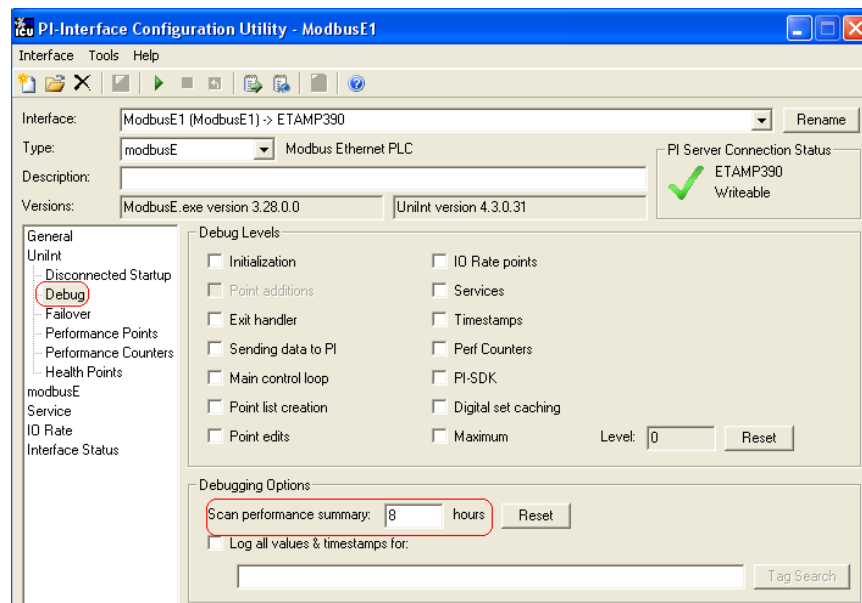 ICU PI-Interface Configuration Utility - ModbusE1
Interface Tools Help
Interface: ModbusE1 (ModbusE1) -> ETAMP390 Rename
Type: modbusE Modbus Ethernet PLC
PI Server Connection Status
ETAMP390
Writeable
Description:
Versions: ModbusE.exe version 3.28.0.0 UniInt version 4.3.0.31
General
UniInt
Disconnected Startup
Debug
Failover
Performance Points
Performance Counters
Health Points
modbusE
Service
IO Rate
Interface Status
Debug Levels
Initialization IO Rate points
Point additions Services
Exit handler Timestamps
Sending data to PI Perf Counters
Main control loop PI-SDK
Point list creation Digital set caching
Point edits Maximum Level: 0 Reset
Debugging Options
Scan performance summary: 8 hours Reset
Log all values & timestamps for:
Tag Search